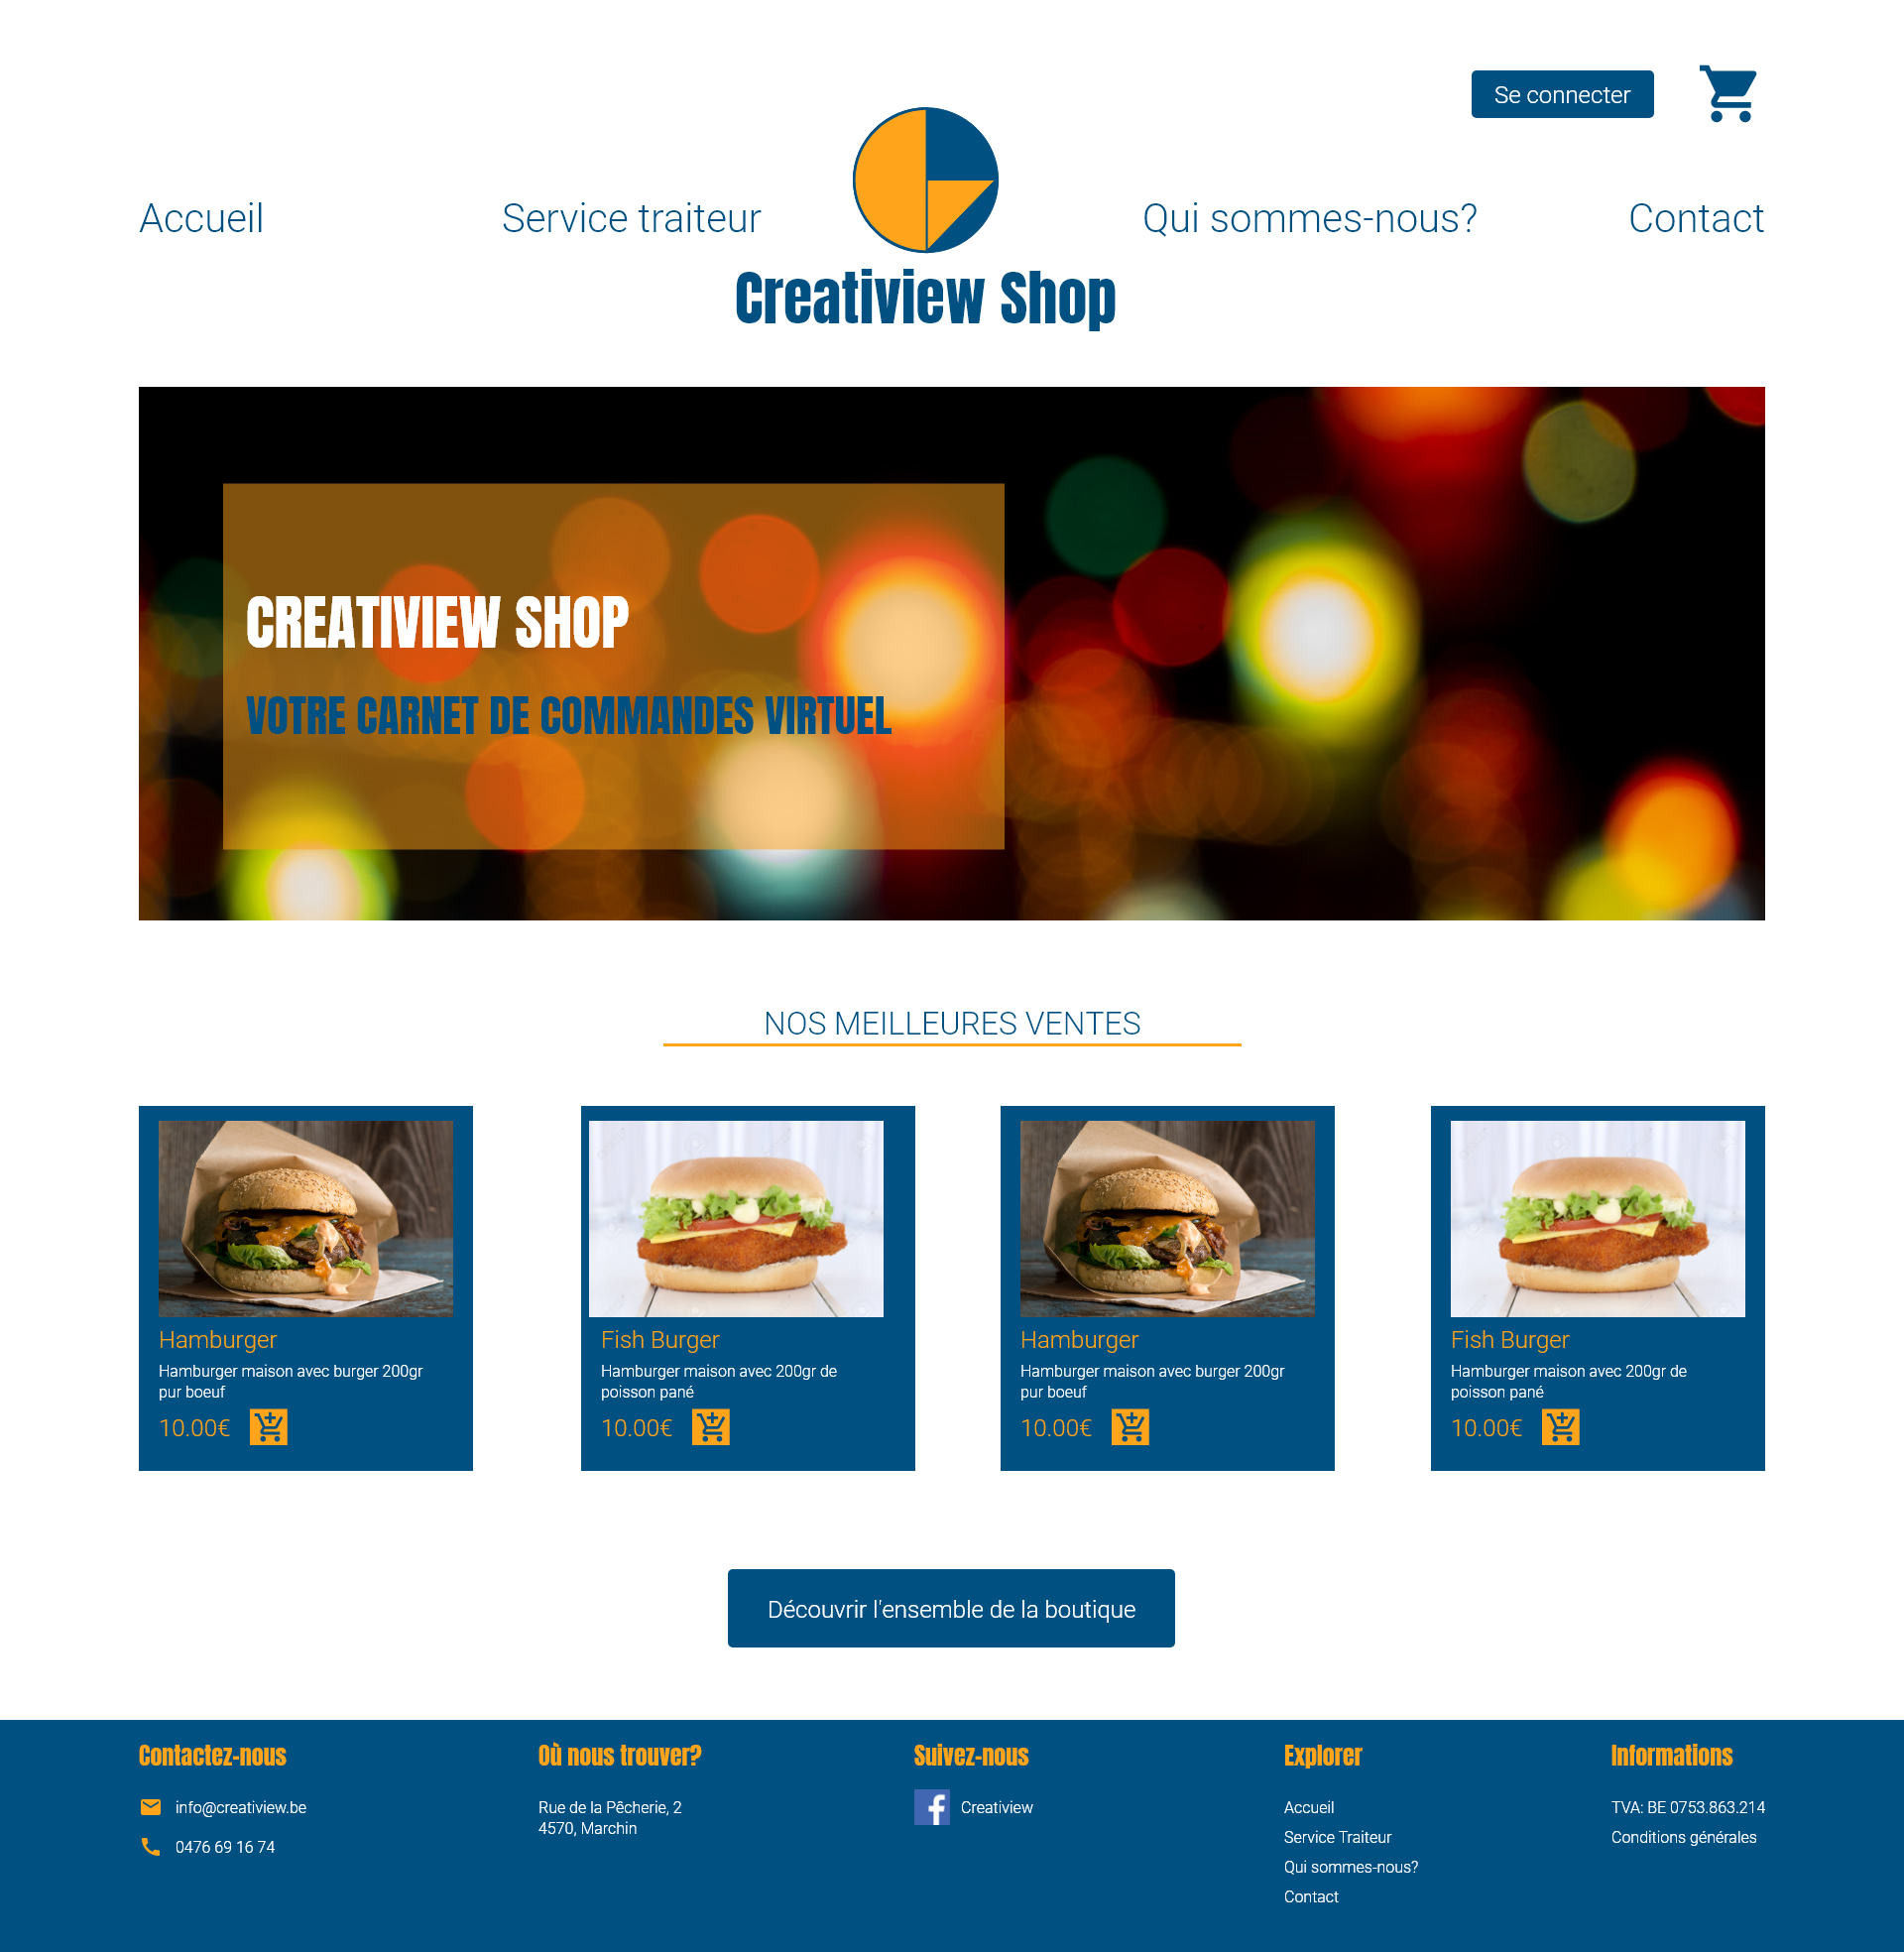 Se connecter
Accueil
Service traiteur
Qui sommes-nous?
Contact
Creatiview Shop
CREATIVIEW SHOP
VOTRE CARNET DE COMMANDES VIRTUEL
NOS MEILLEURES VENTES
Hamburger
Hamburger maison avec burger 200gr
pur boeuf
10.00€
Fish Burger
Hamburger maison avec 200gr de
poisson pané
10.00€
Hamburger
Hamburger maison avec burger 200gr
pur boeuf
10.00€
Fish Burger
Hamburger maison avec 200gr de
poisson pané
10.00€
Découvrir l'ensemble de la boutique
Contactez-nous
info@creatiview.be
0476 69 16 74
Où nous trouver?
Rue de la Pêcherie, 2
4570, Marchin
Suivez-nous
Creatiview
Explorer
Accueil
Service Traiteur
Qui sommes-nous?
Contact
Informations
TVA: BE 0753.863.214
Conditions générales